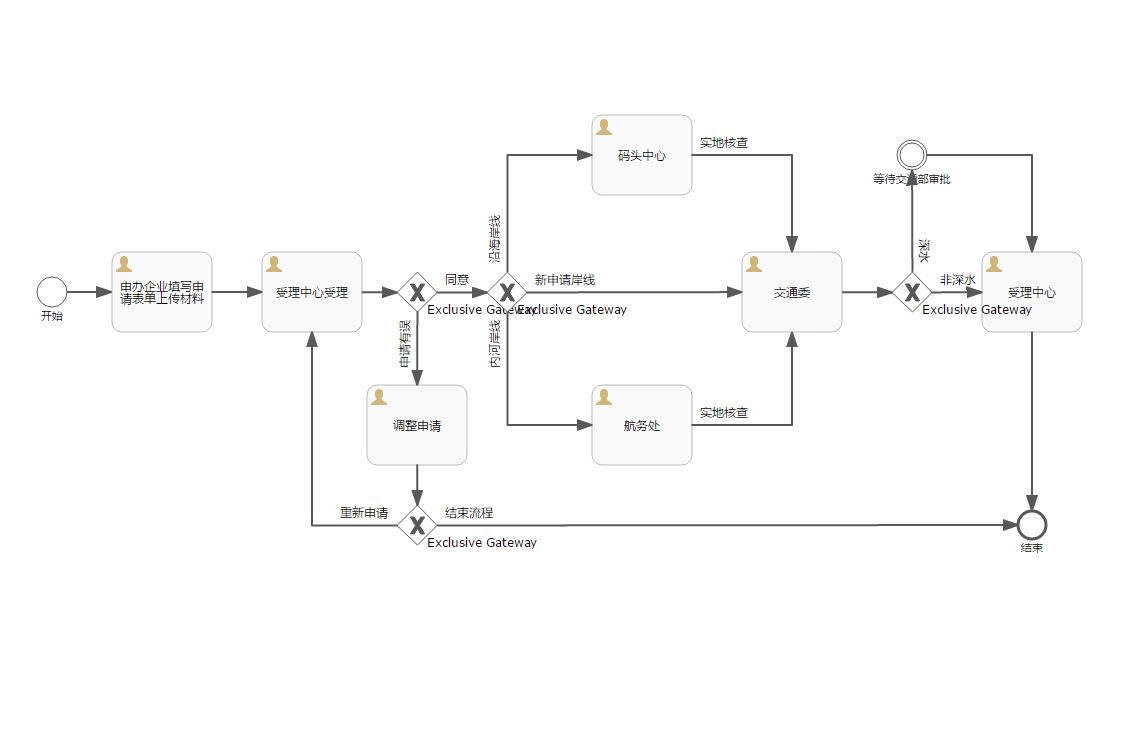 码头中心
实地核查
等待交通部审批
沿海岸线
深水
开始
申办企业填写申
请表单上传材料
受理中心受理
同意
Exclusive Gateway
新申请岸线
Exclusive Gateway
交通委
非深水
Exclusive Gateway
受理中心
申请有误
内河岸线
调整申请
航务处
实地核查
重新申请
结束流程
Exclusive Gateway
结束